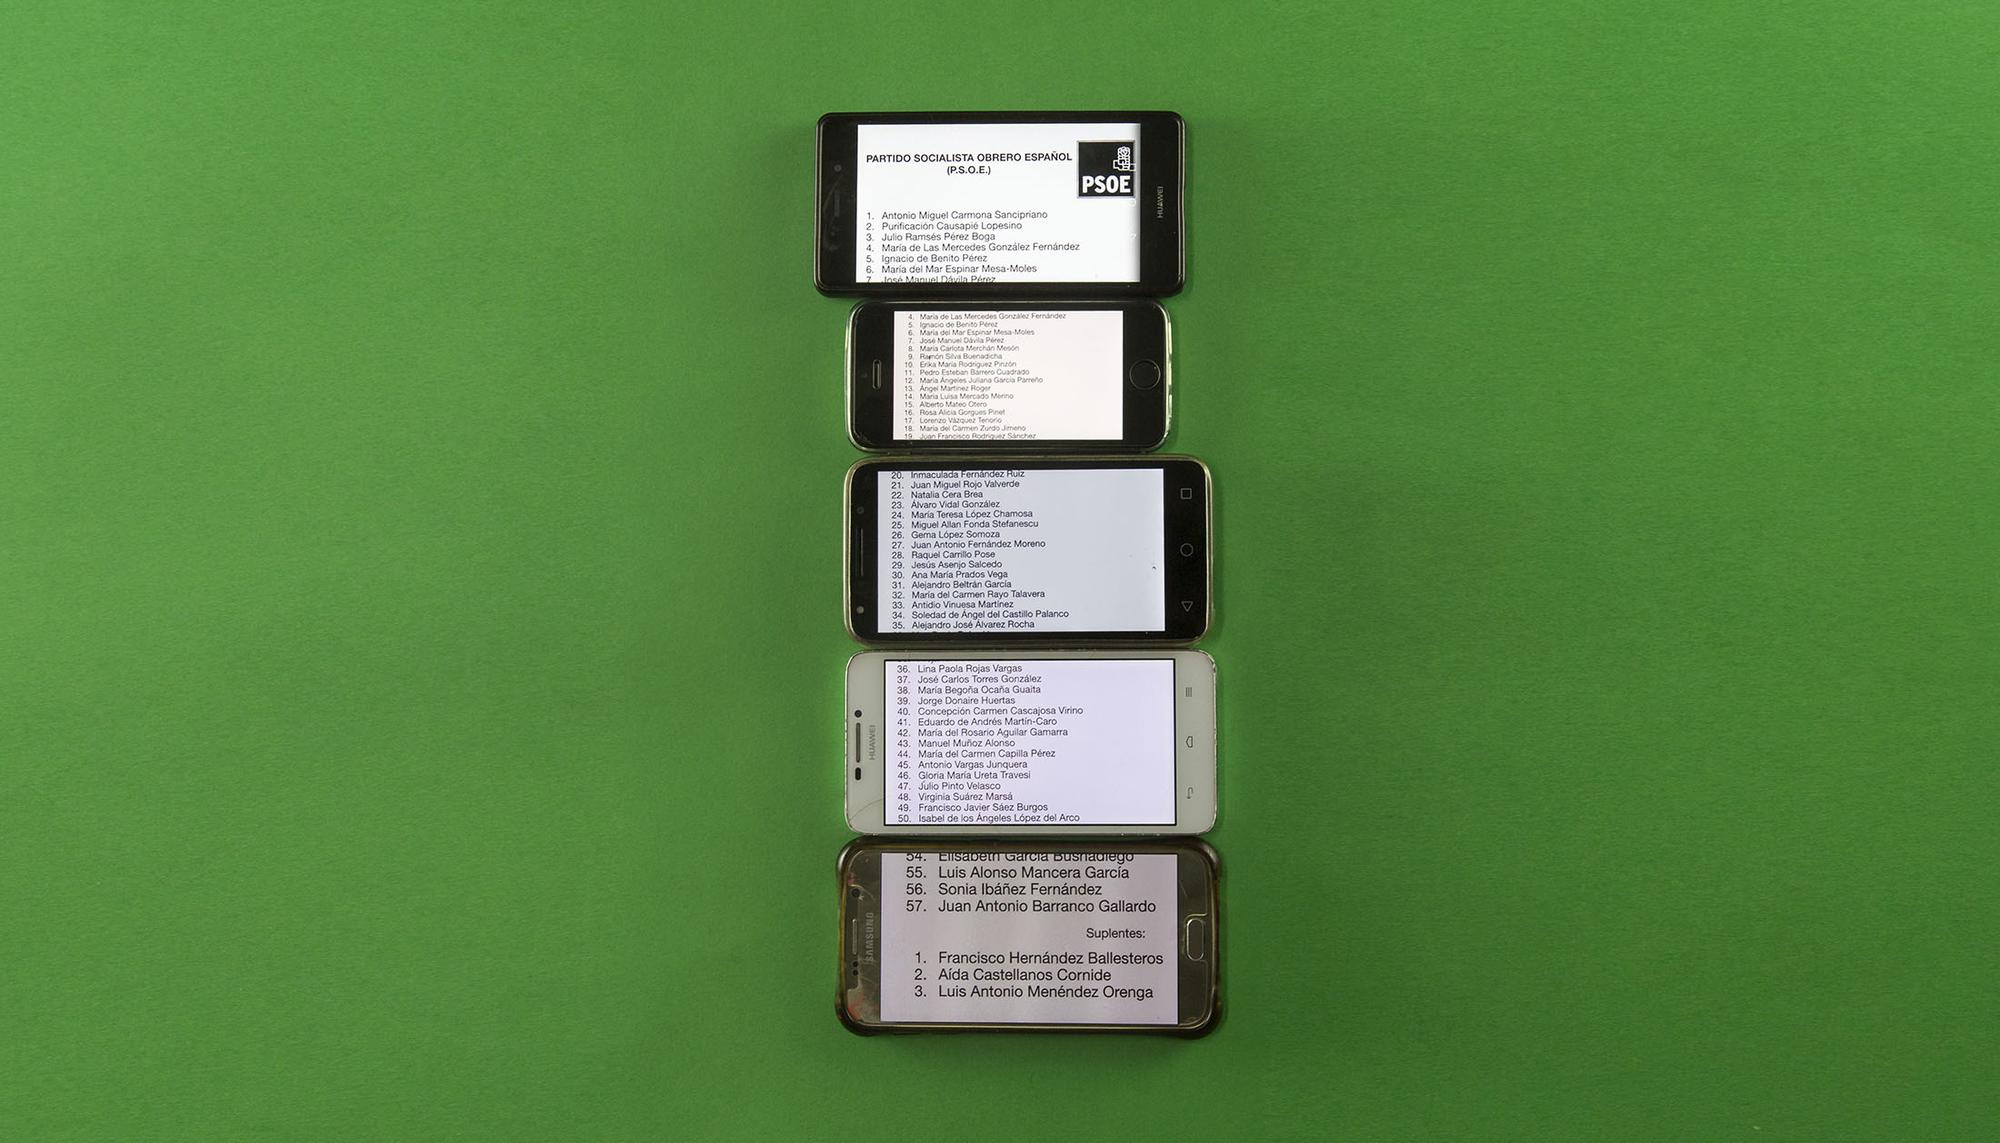 PARTIDO SOCIALISTA OBRERO ESPAÑOL
(P.S.O.E.)
PSOE
HUAWEI
1. Antonio Miguel Carmona Sancipriano
2. Purificación Causapié Lopesino
3. Julio Ramsés Pérez Boga
4. María de Las Mercedes González Fernández
5. Ignacio de Benito Pérez
6. María del Mar Espinar Mesa-Moles
7. José Manuel Dávila Pérez
4. María de Las Mercedes González Fernández
5. Ignacio de Benito Pérez
6. María del Mar Espinar Mesa-Moles
7. José Manuel Dávila Pérez
8. María Carlota Merchán Mesón
9. Ramón Silva Buenadicha
10. Erika María Rodríguez Pinzón
11. Pedro Esteban Barrero Cuadrado
12. María Ángeles Juliana García Parreño
13. Ángel Martínez Roger
14. María Luisa Mercado Merino
15. Alberto Mateo Otero
16. Rosa Alicia Gorgues Pinet
17. Lorenzo Vázquez Tenorio
18. María del Carmen Zurdo Jimeno
19. Juan Francisco Rodríguez Sánchez
20. Inmaculada Fernández Ruiz
21. Juan Miguel Rojo Valverde
22. Natalia Cera Brea
23. Álvaro Vidal González
24. María Teresa López Chamosa
25. Miguel Allan Fonda Stefanescu
26. Gema López Somoza
27. Juan Antonio Fernández Moreno
28. Raquel Carrillo Pose
29. Jesús Asenjo Salcedo
30. Ana María Prados Vega
31. Alejandro Beltrán García
32. María del Carmen Rayo Talavera
33. Antidio Vinuesa Martínez
34. Soledad de Ángel del Castillo Palanco
35. Alejandro José Álvarez Rocha
HUAWEI
36. Lina Paola Rojas Vargas
37. José Carlos Torres González
38. María Begoña Ocaña Guaita
39. Jorge Donaire Huertas
40. Concepción Carmen Cascajosa Virino
41. Eduardo de Andrés Martín-Caro
42. María del Rosario Aguilar Gamarra
43. Manuel Muñoz Alonso
44. María del Carmen Capilla Pérez
45. Antonio Vargas Junquera
46. Gloria María Ureta Travesí
47. Julio Pinto Velasco
48. Virginia Suárez Marsá
49. Francisco Javier Sáez Burgos
50. Isabel de los Ángeles López del Arco
SAMSUNG
54. Elisabeth García Busnadiego
55. Luis Alonso Mancera García
56. Sonia Ibáñez Fernández
57. Juan Antonio Barranco Gallardo
Suplentes:
1. Francisco Hernández Ballesteros
2. Aída Castellanos Cornide
3. Luis Antonio Menéndez Orenga